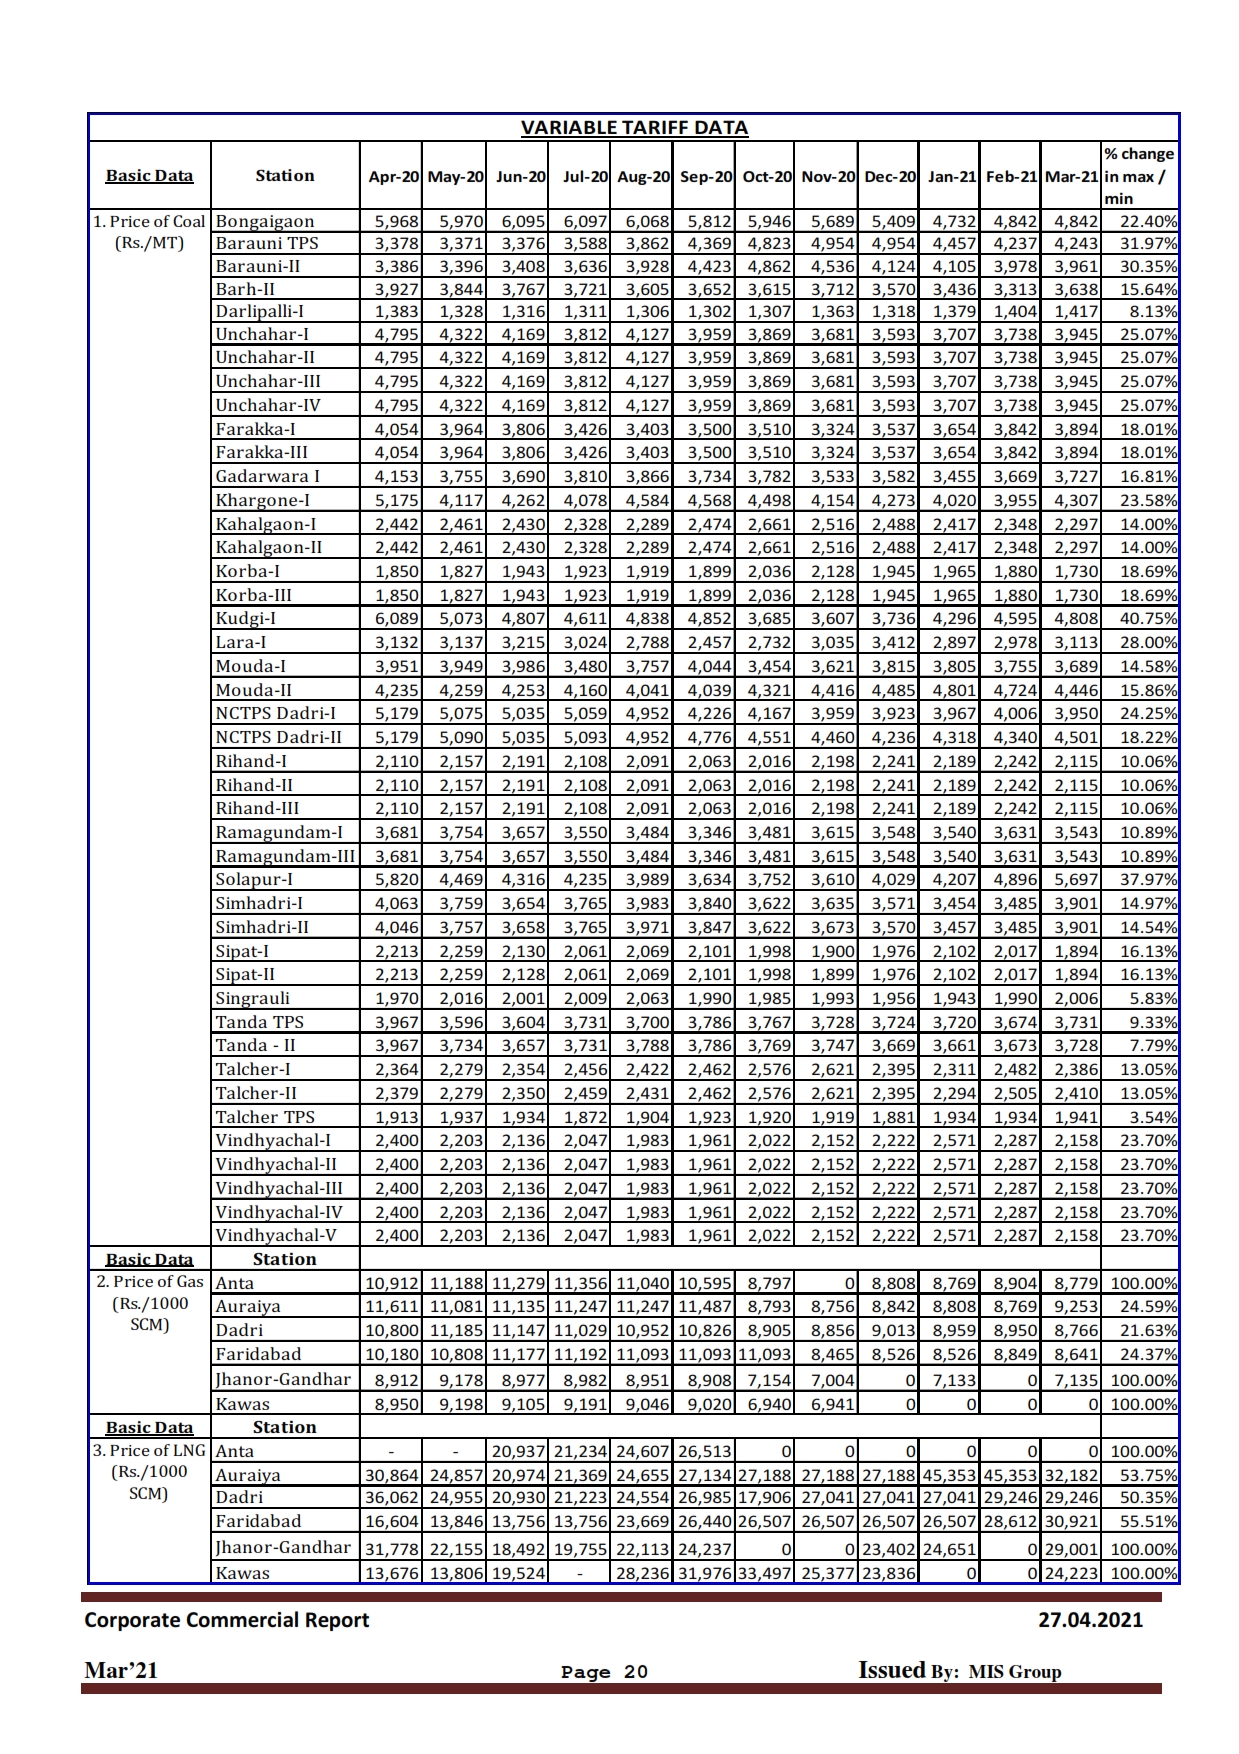 VARIABLE TARIFF DATA
Basic Data Station Apr-20 May-20 Jun-20 Jul-20 Aug-20 Sep-20 Oct-20 Nov-20 Dec-20 Jan-21 Feb-21 Mar-21 % change in max / min
1. Price of Coal Bongaigaon 5,968 5,970 6,095 6,097 6,068 5,812 5,946 5,689 5,409 4,732 4,842 4,842 22.40%
(Rs./MT) Barauni TPS 3,378 3,371 3,376 3,588 3,862 4,369 4,823 4,954 4,954 4,457 4,237 4,243 31.97%
Barauni-II 3,386 3,396 3,408 3,636 3,928 4,423 4,862 4,536 4,124 4,105 3,978 3,961 30.35%
Barh-II 3,927 3,844 3,767 3,721 3,605 3,652 3,615 3,712 3,570 3,436 3,313 3,638 15.64%
Darlipalli-I 1,383 1,328 1,316 1,311 1,306 1,302 1,307 1,363 1,318 1,379 1,404 1,417 8.13%
Unchahar-I 4,795 4,322 4,169 3,812 4,127 3,959 3,869 3,681 3,593 3,707 3,738 3,945 25.07%
Unchahar-II 4,795 4,322 4,169 3,812 4,127 3,959 3,869 3,681 3,593 3,707 3,738 3,945 25.07%
Unchahar-III 4,795 4,322 4,169 3,812 4,127 3,959 3,869 3,681 3,593 3,707 3,738 3,945 25.07%
Unchahar-IV 4,795 4,322 4,169 3,812 4,127 3,959 3,869 3,681 3,593 3,707 3,738 3,945 25.07%
Farakka-I 4,054 3,964 3,806 3,426 3,403 3,500 3,510 3,324 3,537 3,654 3,842 3,894 18.01%
Farakka-III 4,054 3,964 3,806 3,426 3,403 3,500 3,510 3,324 3,537 3,654 3,842 3,894 18.01%
Gadarwara I 4,153 3,755 3,690 3,810 3,866 3,734 3,782 3,533 3,582 3,455 3,669 3,727 16.81%
Khargone-I 5,175 4,117 4,262 4,078 4,584 4,568 4,498 4,154 4,273 4,020 3,955 4,307 23.58%
Kahalgaon-I 2,442 2,461 2,430 2,328 2,289 2,474 2,661 2,516 2,488 2,417 2,348 2,297 14.00%
Kahalgaon-II 2,442 2,461 2,430 2,328 2,289 2,474 2,661 2,516 2,488 2,417 2,348 2,297 14.00%
Korba-I 1,850 1,827 1,943 1,923 1,919 1,899 2,036 2,128 1,945 1,965 1,880 1,730 18.69%
Korba-III 1,850 1,827 1,943 1,923 1,919 1,899 2,036 2,128 1,945 1,965 1,880 1,730 18.69%
Kudgi-I 6,089 5,073 4,807 4,611 4,838 4,852 3,685 3,607 3,736 4,296 4,595 4,808 40.75%
Lara-I 3,132 3,137 3,215 3,024 2,788 2,457 2,732 3,035 3,412 2,897 2,978 3,113 28.00%
Mouda-I 3,951 3,949 3,986 3,480 3,757 4,044 3,454 3,621 3,815 3,805 3,755 3,689 14.58%
Mouda-II 4,235 4,259 4,253 4,160 4,041 4,039 4,321 4,416 4,485 4,801 4,724 4,446 15.86%
NCTPS Dadri-I 5,179 5,075 5,035 5,059 4,952 4,226 4,167 3,959 3,923 3,967 4,006 3,950 24.25%
NCTPS Dadri-II 5,179 5,090 5,035 5,093 4,952 4,776 4,551 4,460 4,236 4,318 4,340 4,501 18.22%
Rihand-I 2,110 2,157 2,191 2,108 2,091 2,063 2,016 2,198 2,241 2,189 2,242 2,115 10.06%
Rihand-II 2,110 2,157 2,191 2,108 2,091 2,063 2,016 2,198 2,241 2,189 2,242 2,115 10.06%
Rihand-III 2,110 2,157 2,191 2,108 2,091 2,063 2,016 2,198 2,241 2,189 2,242 2,115 10.06%
Ramagundam-I 3,681 3,754 3,657 3,550 3,484 3,346 3,481 3,615 3,548 3,540 3,631 3,543 10.89%
Ramagundam-III 3,681 3,754 3,657 3,550 3,484 3,346 3,481 3,615 3,548 3,540 3,631 3,543 10.89%
Solapur-I 5,820 4,469 4,316 4,235 3,989 3,634 3,752 3,610 4,029 4,207 4,896 5,697 37.97%
Simhadri-I 4,063 3,759 3,654 3,765 3,983 3,840 3,622 3,635 3,571 3,454 3,485 3,901 14.97%
Simhadri-II 4,046 3,757 3,658 3,765 3,971 3,847 3,622 3,673 3,570 3,457 3,485 3,901 14.54%
Sipat-I 2,213 2,259 2,130 2,061 2,069 2,101 1,998 1,900 1,976 2,102 2,017 1,894 16.13%
Sipat-II 2,213 2,259 2,128 2,061 2,069 2,101 1,998 1,899 1,976 2,102 2,017 1,894 16.13%
Singrauli 1,970 2,016 2,001 2,009 2,063 1,990 1,985 1,993 1,956 1,943 1,990 2,006 5.83%
Tanda TPS 3,967 3,596 3,604 3,731 3,700 3,786 3,767 3,728 3,724 3,720 3,674 3,731 9.33%
Tanda - II 3,967 3,734 3,657 3,731 3,788 3,786 3,769 3,747 3,669 3,661 3,673 3,728 7.79%
Talcher-I 2,364 2,279 2,354 2,456 2,422 2,462 2,576 2,621 2,395 2,311 2,482 2,386 13.05%
Talcher-II 2,379 2,279 2,350 2,459 2,431 2,462 2,576 2,621 2,395 2,294 2,505 2,410 13.05%
Talcher TPS 1,913 1,937 1,934 1,872 1,904 1,923 1,920 1,919 1,881 1,934 1,934 1,941 3.54%
Vindhyachal-I 2,400 2,203 2,136 2,047 1,983 1,961 2,022 2,152 2,222 2,571 2,287 2,158 23.70%
Vindhyachal-II 2,400 2,203 2,136 2,047 1,983 1,961 2,022 2,152 2,222 2,571 2,287 2,158 23.70%
Vindhyachal-III 2,400 2,203 2,136 2,047 1,983 1,961 2,022 2,152 2,222 2,571 2,287 2,158 23.70%
Vindhyachal-IV 2,400 2,203 2,136 2,047 1,983 1,961 2,022 2,152 2,222 2,571 2,287 2,158 23.70%
Vindhyachal-V 2,400 2,203 2,136 2,047 1,983 1,961 2,022 2,152 2,222 2,571 2,287 2,158 23.70%
Basic Data Station
2. Price of Gas Anta 10,912 11,188 11,279 11,356 11,040 10,595 8,797 0 8,808 8,769 8,904 8,779 100.00%
(Rs./1000 Auraiya 11,611 11,081 11,135 11,247 11,247 11,487 8,793 8,756 8,842 8,808 8,769 9,253 24.59%
SCM) Dadri 10,800 11,185 11,147 11,029 10,952 10,826 8,905 8,856 9,013 8,959 8,950 8,766 21.63%
Faridabad 10,180 10,808 11,177 11,192 11,093 11,093 11,093 8,465 8,526 8,526 8,849 8,641 24.37%
Jhanor-Gandhar 8,912 9,178 8,977 8,982 8,951 8,908 7,154 7,004 0 7,133 0 7,135 100.00%
Kawas 8,950 9,198 9,105 9,191 9,046 9,020 6,940 6,941 0 0 0 0 100.00%
Basic Data Station
3. Price of LNG Anta - - 20,937 21,234 24,607 26,513 0 0 0 0 0 0 100.00%
(Rs./1000 Auraiya 30,864 24,857 20,974 21,369 24,655 27,134 27,188 27,188 27,188 45,353 45,353 32,182 53.75%
SCM) Dadri 36,062 24,955 20,930 21,223 24,554 26,985 17,906 27,041 27,041 27,041 29,246 29,246 50.35%
Faridabad 16,604 13,846 13,756 13,756 23,669 26,440 26,507 26,507 26,507 26,507 28,612 30,921 55.51%
Jhanor-Gandhar 31,778 22,155 18,492 19,755 22,113 24,237 0 0 23,402 24,651 0 29,001 100.00%
Kawas 13,676 13,806 19,524 - 28,236 31,976 33,497 25,377 23,836 0 0 24,223 100.00%
Corporate Commercial Report 27.04.2021
Mar’21 Page 20 Issued By: MIS Group